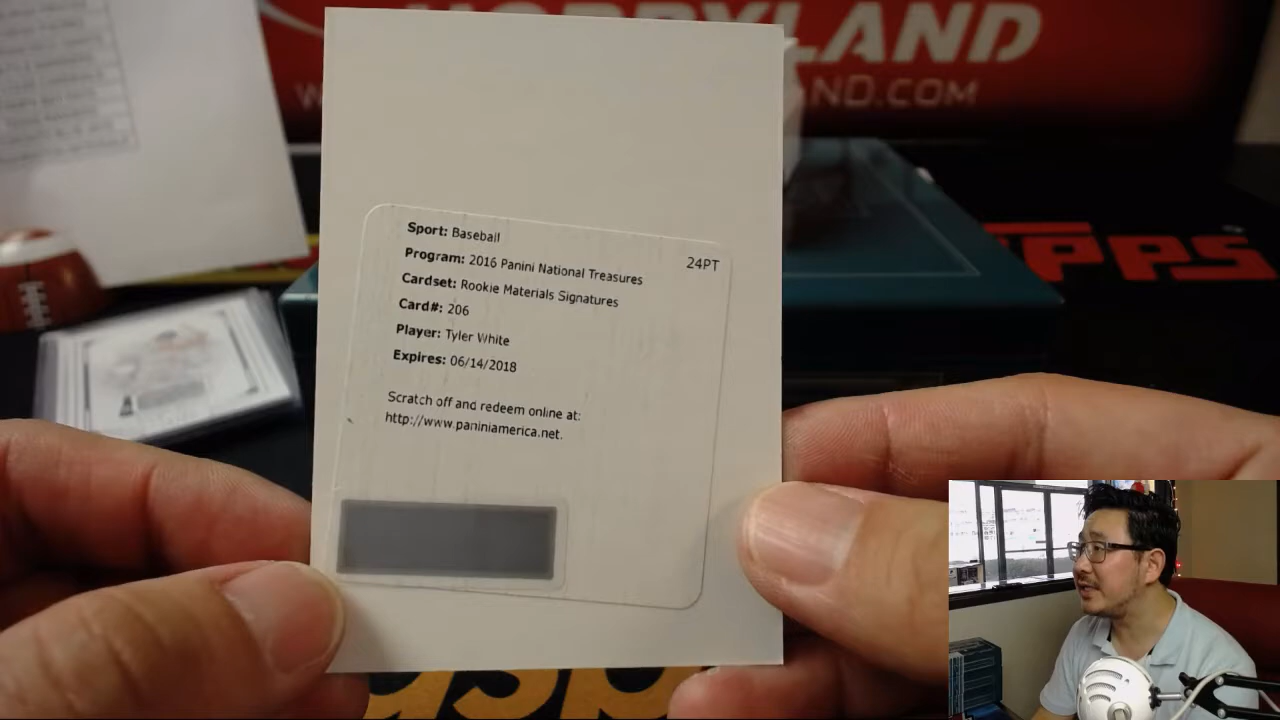 LAND
ND.COM
TOPPS
Sport: Baseball
24PT
Program: 2016 Panini National Treasures
Cardset: Rookie Materials Signatures
Card#: 206
Player: Tyler White
Expires: 06/14/2018
Scratch off and redeem online at:
http://www.paniniamerica.net.